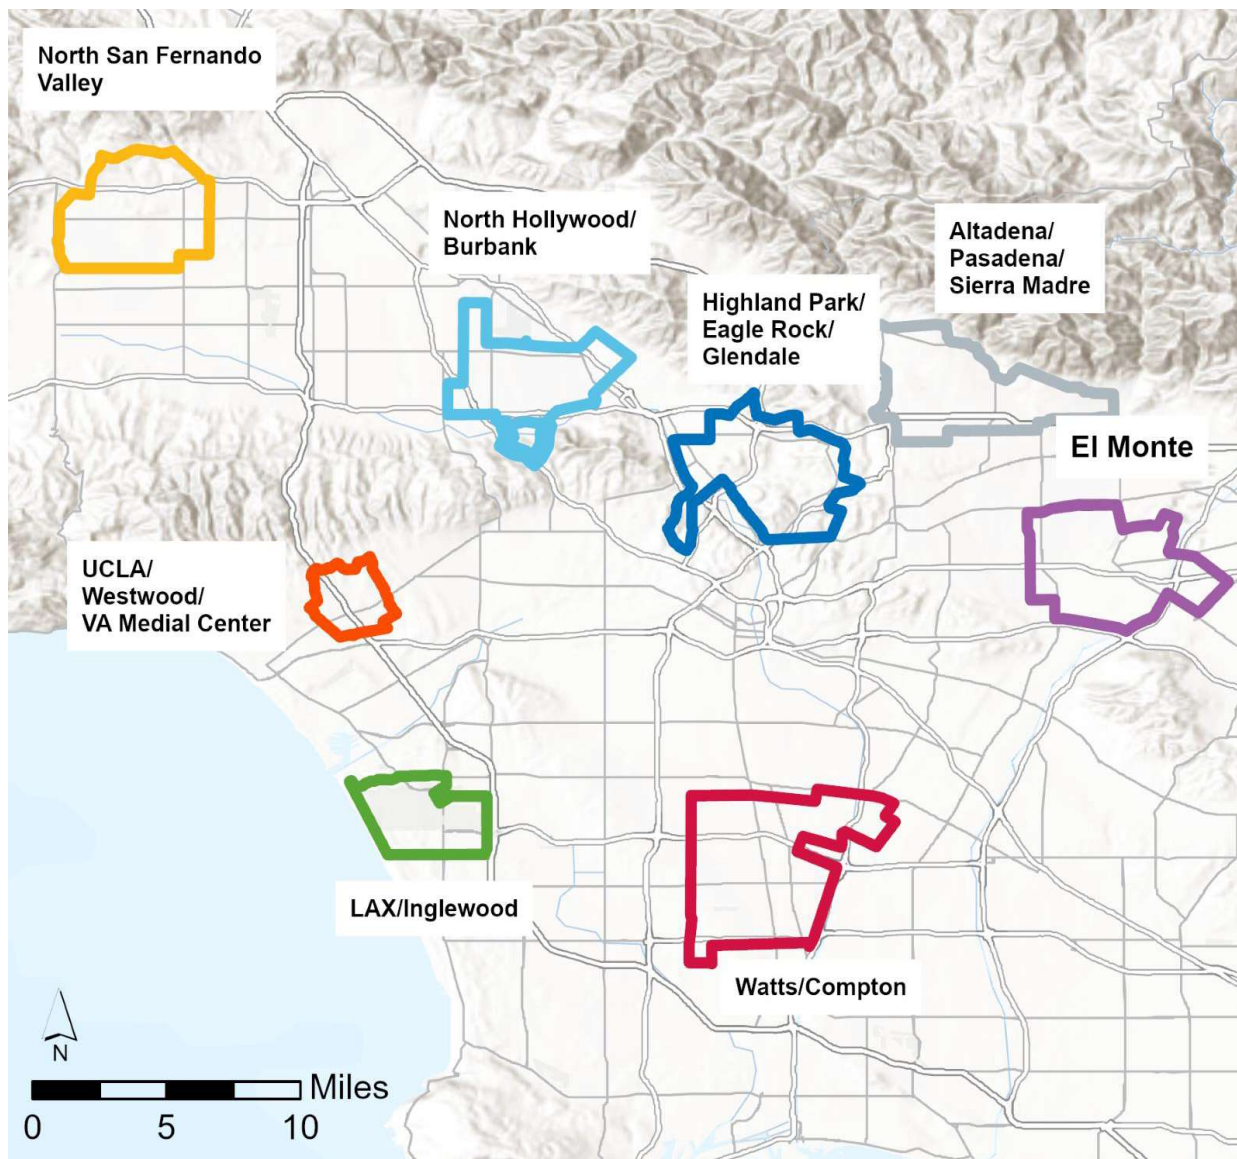 North San Fernando
Valley
North Hollywood/
Burbank
Altadena/
Pasadena/
Sierra Madre
Highland Park/
Eagle Rock/
Glendale
El Monte
UCLA/
Westwood/
VA Medial Center
LAX/Inglewood
Watts/Compton
N
Miles
0 5 10